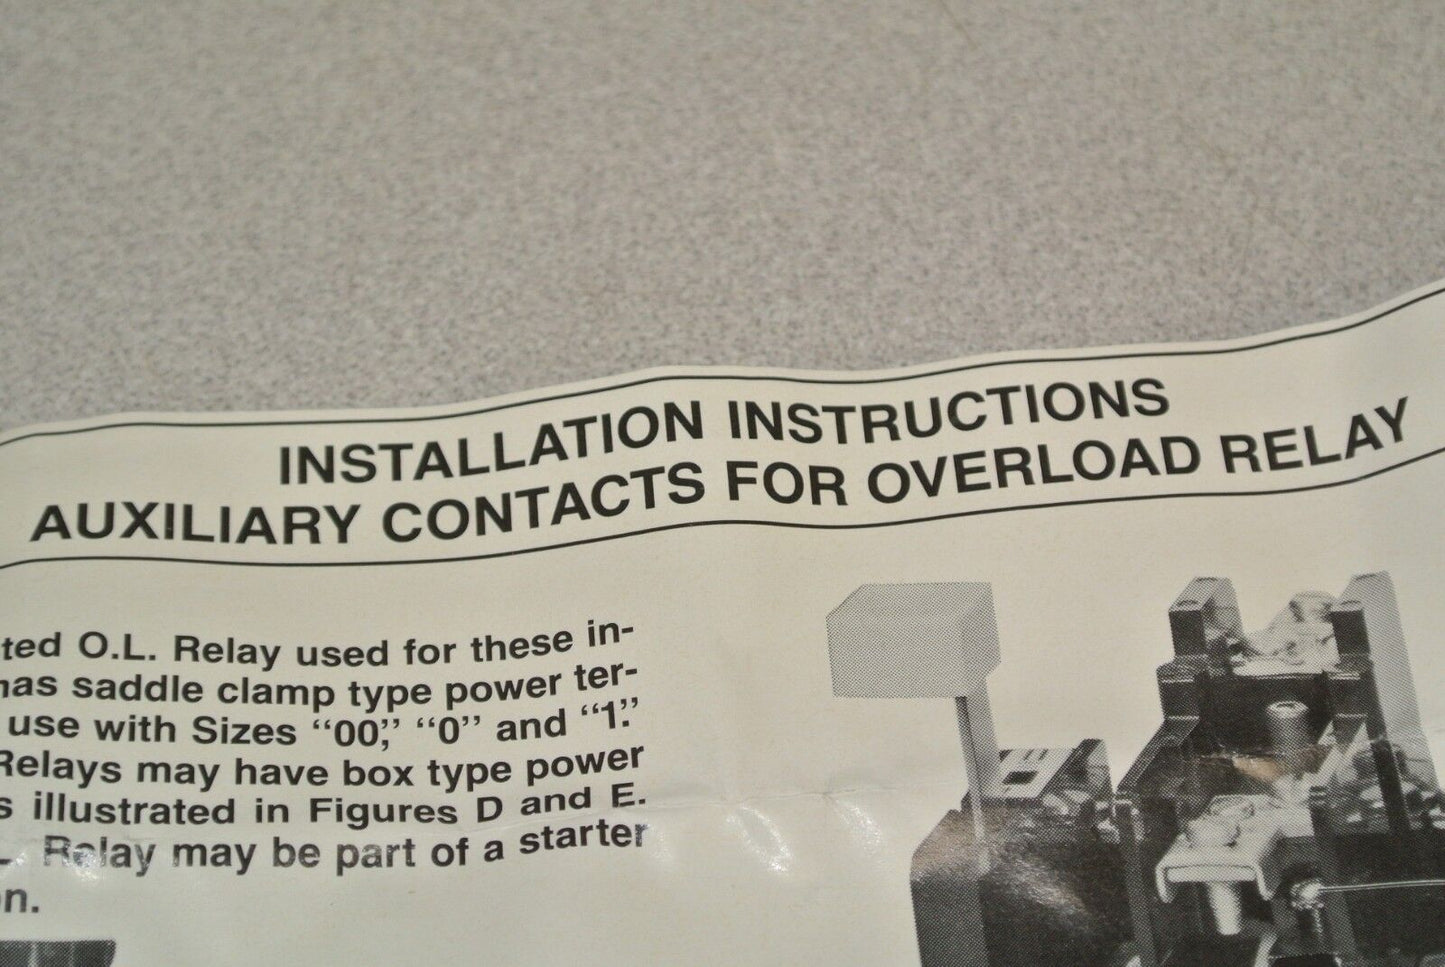 INSTALLATION INSTRUCTIONS
AUXILIARY CONTACTS FOR OVERLOAD RELAY
ted O.L. Relay used for these in-
has saddle clamp type power ter-
use with Sizes “00,” “0” and “1.”
Relays may have box type power
s illustrated in Figures D and E.
Relay may be part of a starter
on.